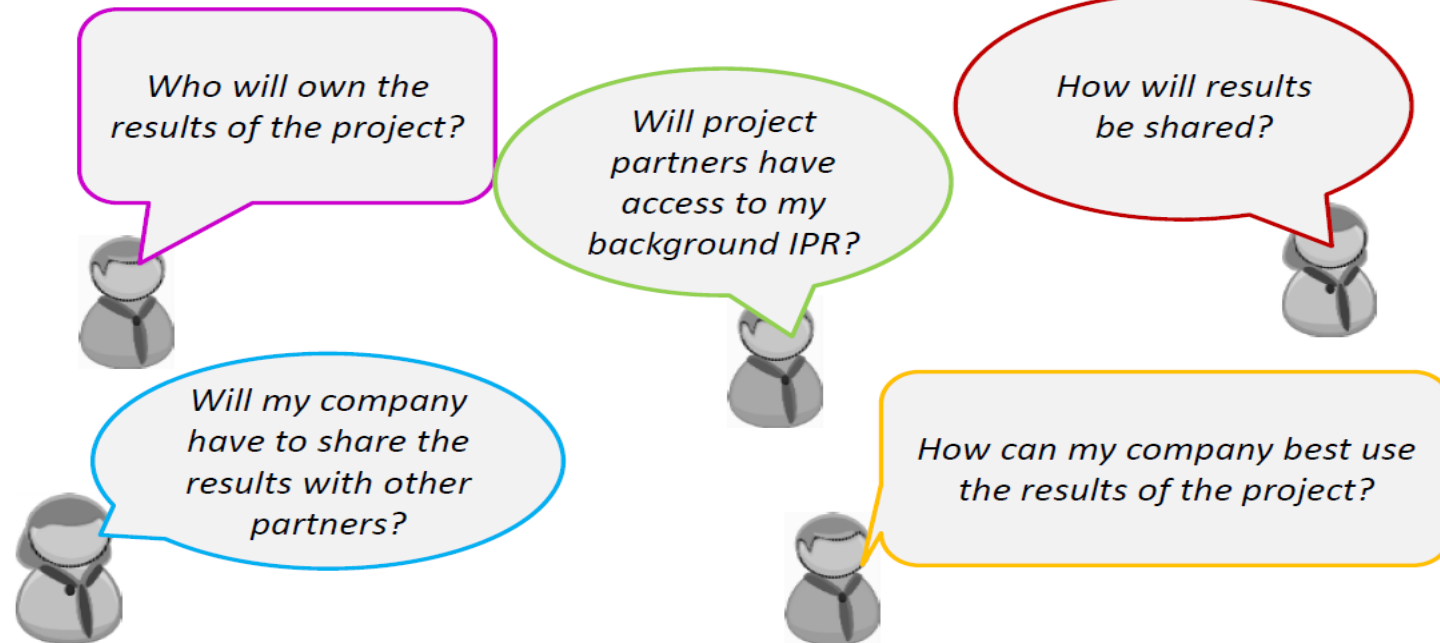 Who will own the
results of the project?
Will project
partners have
access to my
background IPR?
How will results
be shared?
Will my company
have to share the
results with other
partners?
How can my company best use
the results of the project?